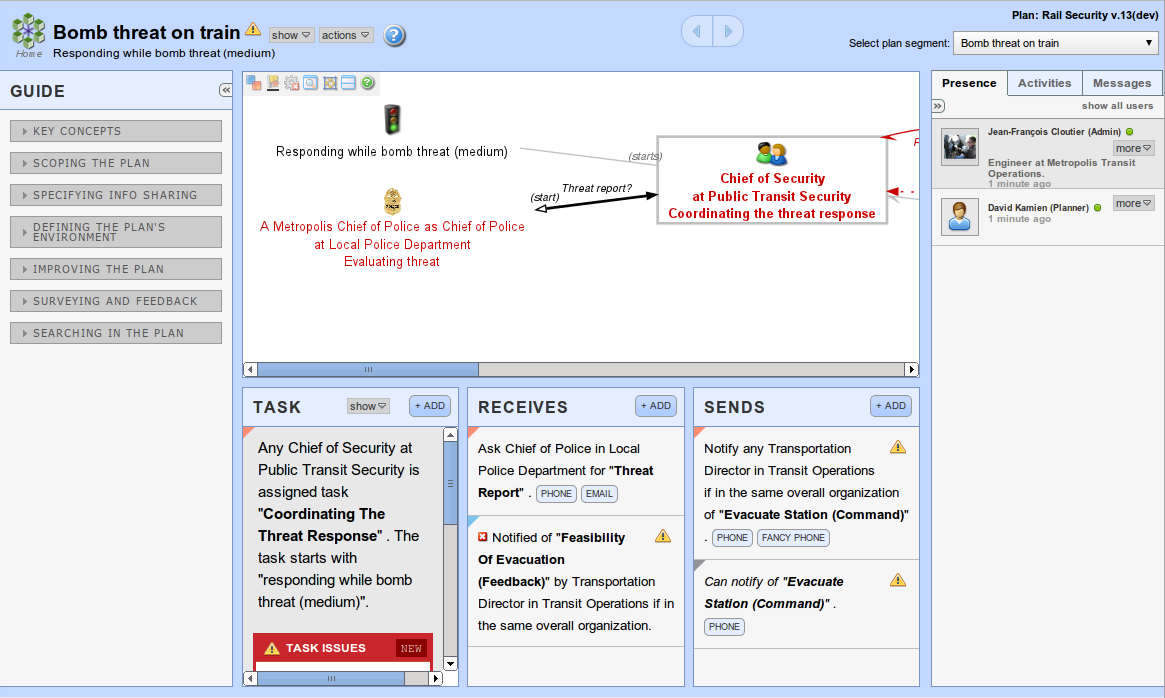 Bomb threat on train
show
actions
Home
Responding while bomb threat (medium)
Plan: Rail Security v.13(dev)
Select plan segment:
Bomb threat on train
GUIDE
KEY CONCEPTS
SCOPING THE PLAN
SPECIFYING INFO SHARING
DEFINING THE PLAN'S
ENVIRONMENT
IMPROVING THE PLAN
SURVEYING AND FEEDBACK
SEARCHING IN THE PLAN
Responding while bomb threat (medium)
(starts)
Threat report?
(start)
A Metropolis Chief of Police as Chief of Police
at Local Police Department
Evaluating threat
Chief of Security
at Public Transit Security
Coordinating the threat response
TASK
show
+ ADD
Any Chief of Security at
Public Transit Security is
assigned task
"Coordinating The
Threat Response" . The
task starts with
"responding while bomb
threat (medium)".
TASK ISSUES
NEW
RECEIVES
+ ADD
Ask Chief of Police in Local
Police Department for "Threat
Report" . PHONE EMAIL
Notified of "Feasibility
Of Evacuation
(Feedback)" by Transportation
Director in Transit Operations if in
the same overall organization.
SENDS
+ ADD
Notify any Transportation
Director in Transit Operations
if in the same overall organization
of "Evacuate Station (Command)"
. PHONE FANCY PHONE
Can notify of "Evacuate
Station (Command)" .
PHONE
Presence
Activities
Messages
show all users
Jean-François Cloutier (Admin)
more
Engineer at Metropolis Transit
Operations.
1 minute ago
David Kamien (Planner)
more
1 minute ago